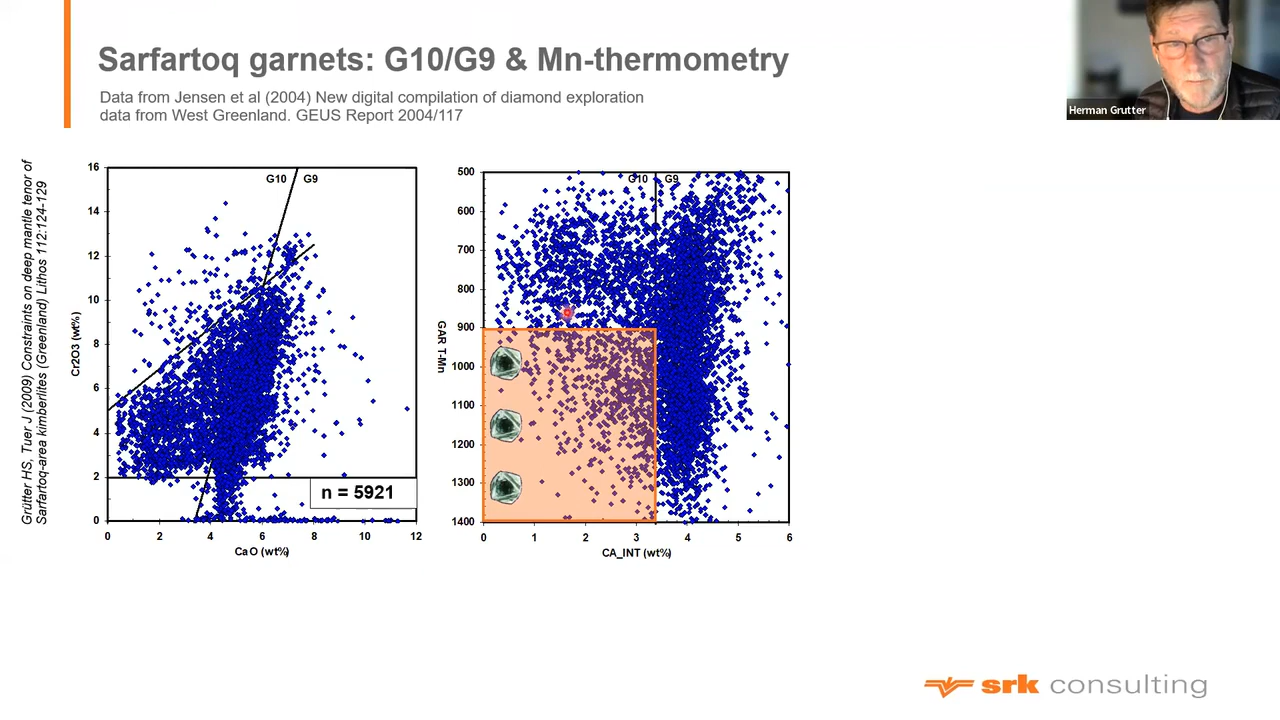 Sarfartoq garnets: G10/G9 & Mn-thermometry
Data from Jensen et al (2004) New digital compilation of diamond exploration
data from West Greenland. GEUS Report 2004/117
Herman Grutter
Grütter HS, Tuer J (2009) Constraints on deep mantle tenor of
Sarfartoq-area kimberlites (Greenland) Lithos 112:124-129
Cr2O3 (wt%)
16
14
12
10
8
6
4
2
0
G10 G9
n = 5921
0 2 4 6 8 10 12
CaO (wt%)
GAR T-Mn
500
600
700
800
900
1000
1100
1200
1300
1400
G10 G9
0 1 2 3 4 5 6
CA_INT (wt%)
srk consulting